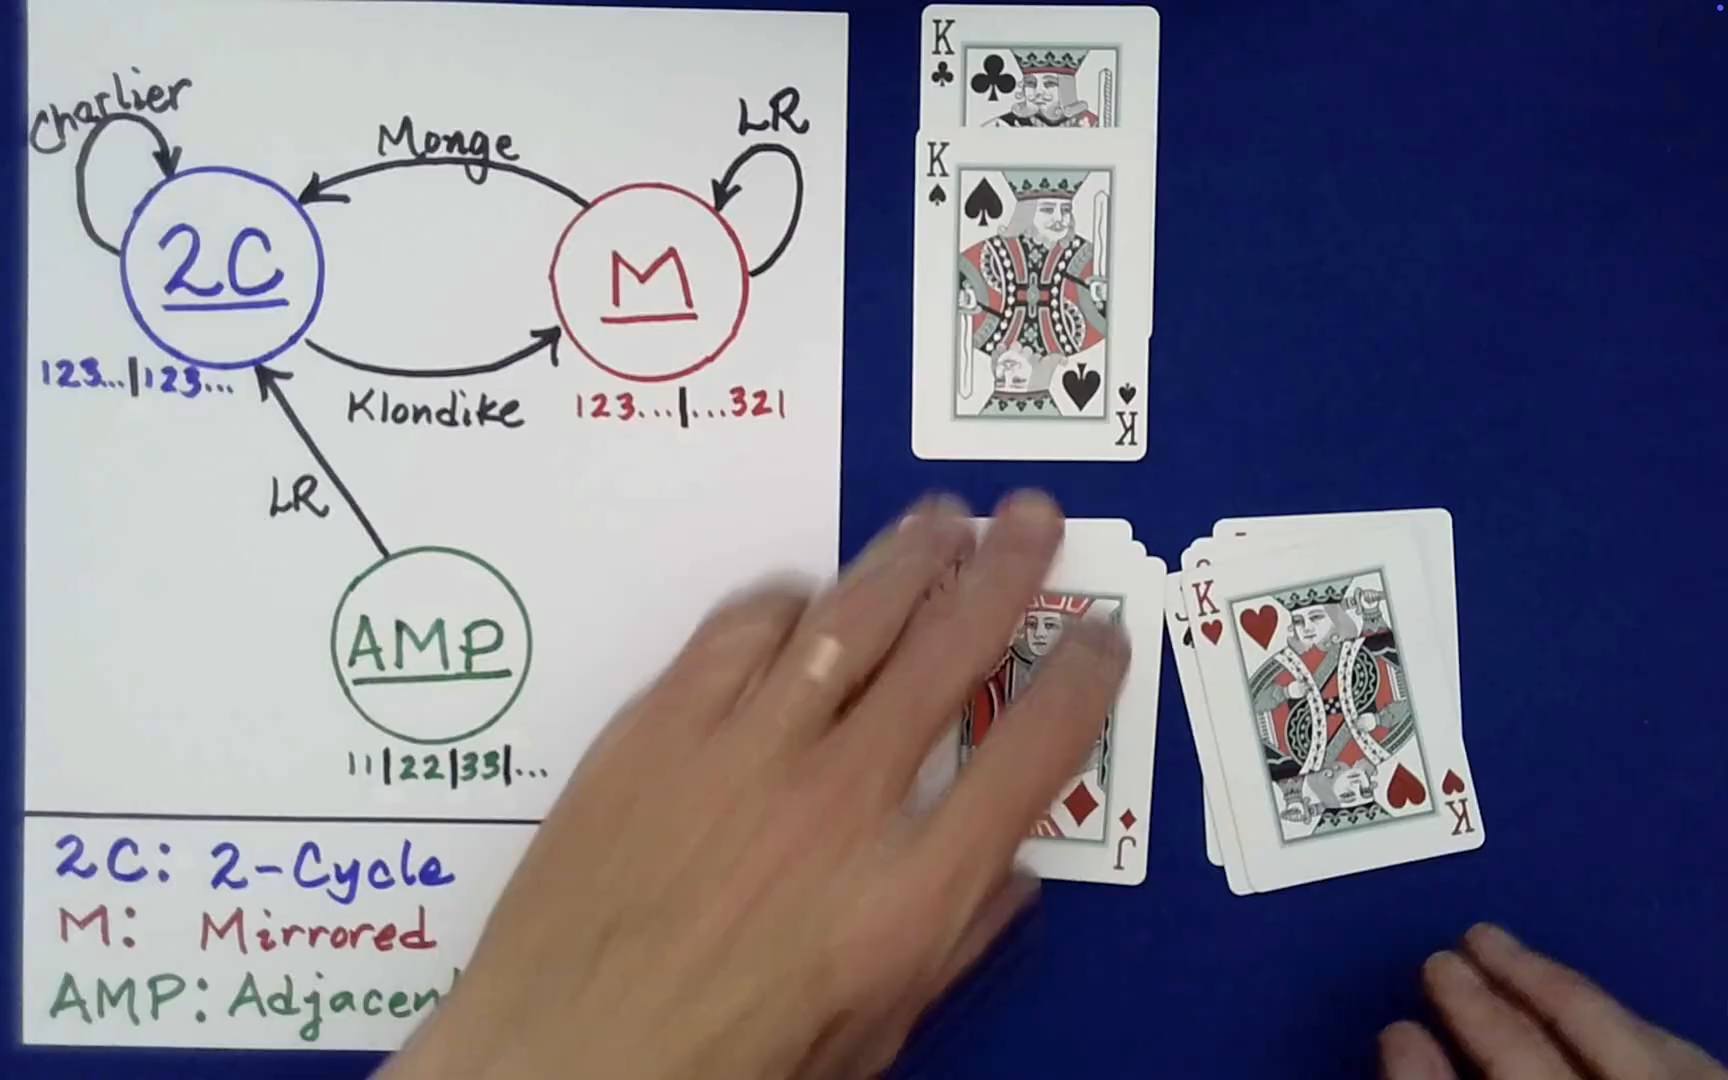 Charlier
Monge
LR
2C
M
123...|123...
Klondike
123...|...321
LR
AMP
11|22|33|...
2C: 2-Cycle
M: Mirrored
AMP: Adjacen
K
K
K
K
K
J